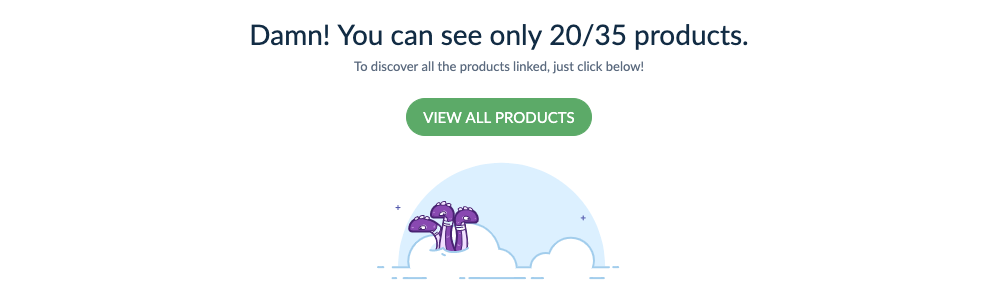 Damn! You can see only 20/35 products.
To discover all the products linked, just click below!
VIEW ALL PRODUCTS